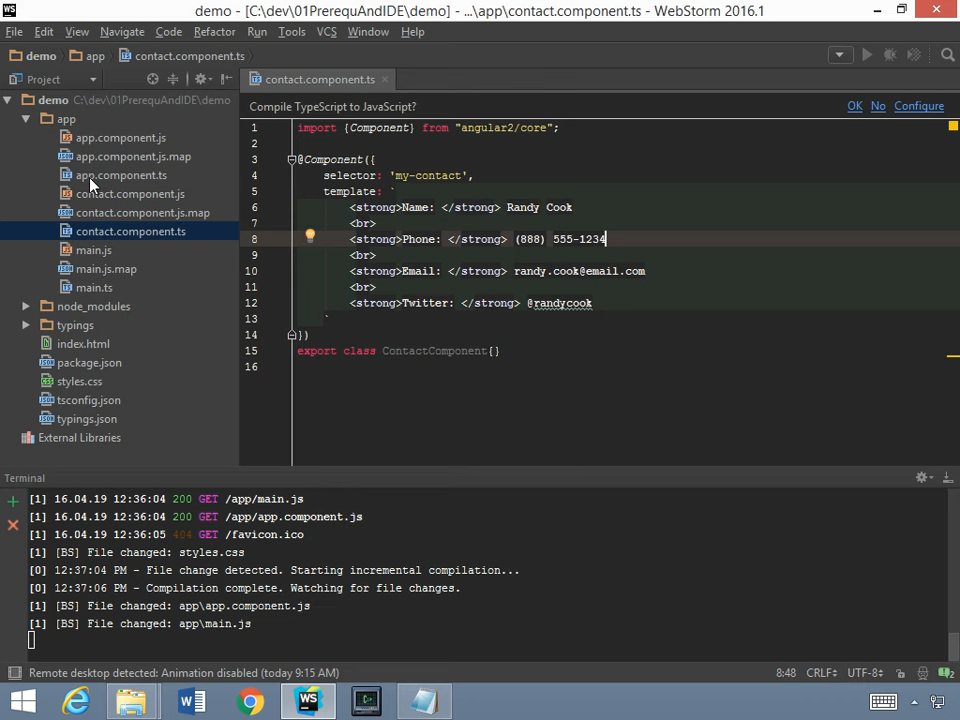 WS
demo - [C:\dev\01PrerequAndIDE\demo] - ...\app\contact.component.ts - WebStorm 2016.1
File Edit View Navigate Code Refactor Run Tools VCS Window Help
demo app contact.component.ts
Project
contact.component.ts
demo C:\dev\01PrerequAndIDE\demo
app
app.component.js
app.component.js.map
app.component.ts
contact.component.js
contact.component.js.map
contact.component.ts
main.js
main.js.map
main.ts
node_modules
typings
index.html
package.json
styles.css
tsconfig.json
typings.json
External Libraries
Compile TypeScript to JavaScript? OK No Configure
1 import {Component} from "angular2/core";
2
3 @Component({
4 selector: 'my-contact',
5 template: `
6 <strong>Name: </strong> Randy Cook
7 <br>
8 <strong>Phone: </strong> (888) 555-1234
9 <br>
10 <strong>Email: </strong> randy.cook@email.com
11 <br>
12 <strong>Twitter: </strong> @randycook
13 `
14 })
15 export class ContactComponent{}
16
Terminal
[1] 16.04.19 12:36:04 200 GET /app/main.js
[1] 16.04.19 12:36:04 200 GET /app/app.component.js
[1] 16.04.19 12:36:05 404 GET /favicon.ico
[1] [BS] File changed: styles.css
[0] 12:37:04 PM - File change detected. Starting incremental compilation...
[0] 12:37:06 PM - Compilation complete. Watching for file changes.
[1] [BS] File changed: app\app.component.js
[1] [BS] File changed: app\main.js
Remote desktop detected: Animation disabled (today 9:15 AM) 8:48 CRLF UTF-8 2
WS